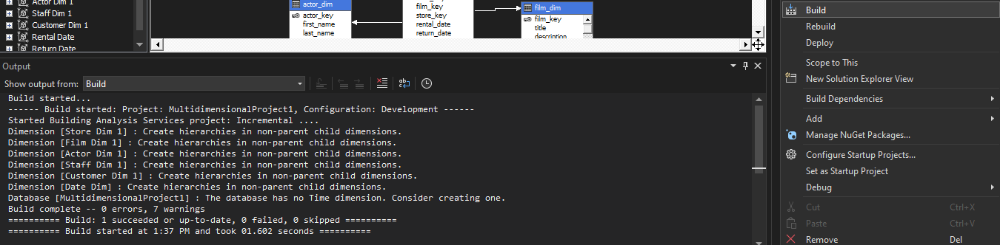 Actor Dim 1
Staff Dim 1
Customer Dim 1
Rental Date
Return Date
actor_dim
actor_key
first_name
last_name
film_key
store_key
rental_date
return_date
film_dim
film_key
title
description
Output
Show output from: Build
Build started...
------ Build started: Project: MultidimensionalProject1, Configuration: Development ------
Started Building Analysis Services project: Incremental ....
Dimension [Store Dim 1] : Create hierarchies in non-parent child dimensions.
Dimension [Film Dim 1] : Create hierarchies in non-parent child dimensions.
Dimension [Actor Dim 1] : Create hierarchies in non-parent child dimensions.
Dimension [Staff Dim 1] : Create hierarchies in non-parent child dimensions.
Dimension [Customer Dim 1] : Create hierarchies in non-parent child dimensions.
Dimension [Date Dim] : Create hierarchies in non-parent child dimensions.
Database [MultidimensionalProject1] : The database has no Time dimension. Consider creating one.
Build complete -- 0 errors, 7 warnings
========== Build: 1 succeeded or up-to-date, 0 failed, 0 skipped ==========
========== Build started at 1:37 PM and took 01.602 seconds ==========
Build
Rebuild
Deploy
Scope to This
New Solution Explorer View
Build Dependencies
Add
Manage NuGet Packages...
Configure Startup Projects...
Set as Startup Project
Debug
Cut Ctrl+X
Paste Ctrl+V
Remove Del